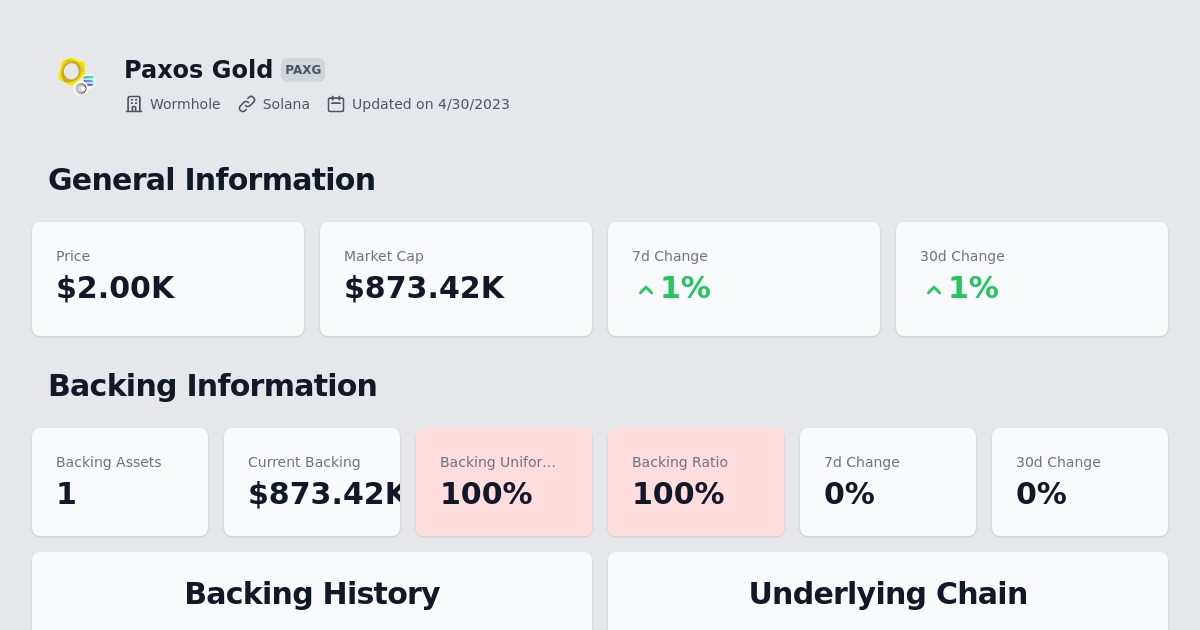 Paxos Gold PAXG
Wormhole Solana Updated on 4/30/2023
General Information
Price Market Cap 7d Change 30d Change
$2.00K $873.42K 1% 1%
Backing Information
Backing Assets Current Backing Backing Unifor... Backing Ratio 7d Change 30d Change
1 $873.42K 100% 100% 0% 0%
Backing History Underlying Chain